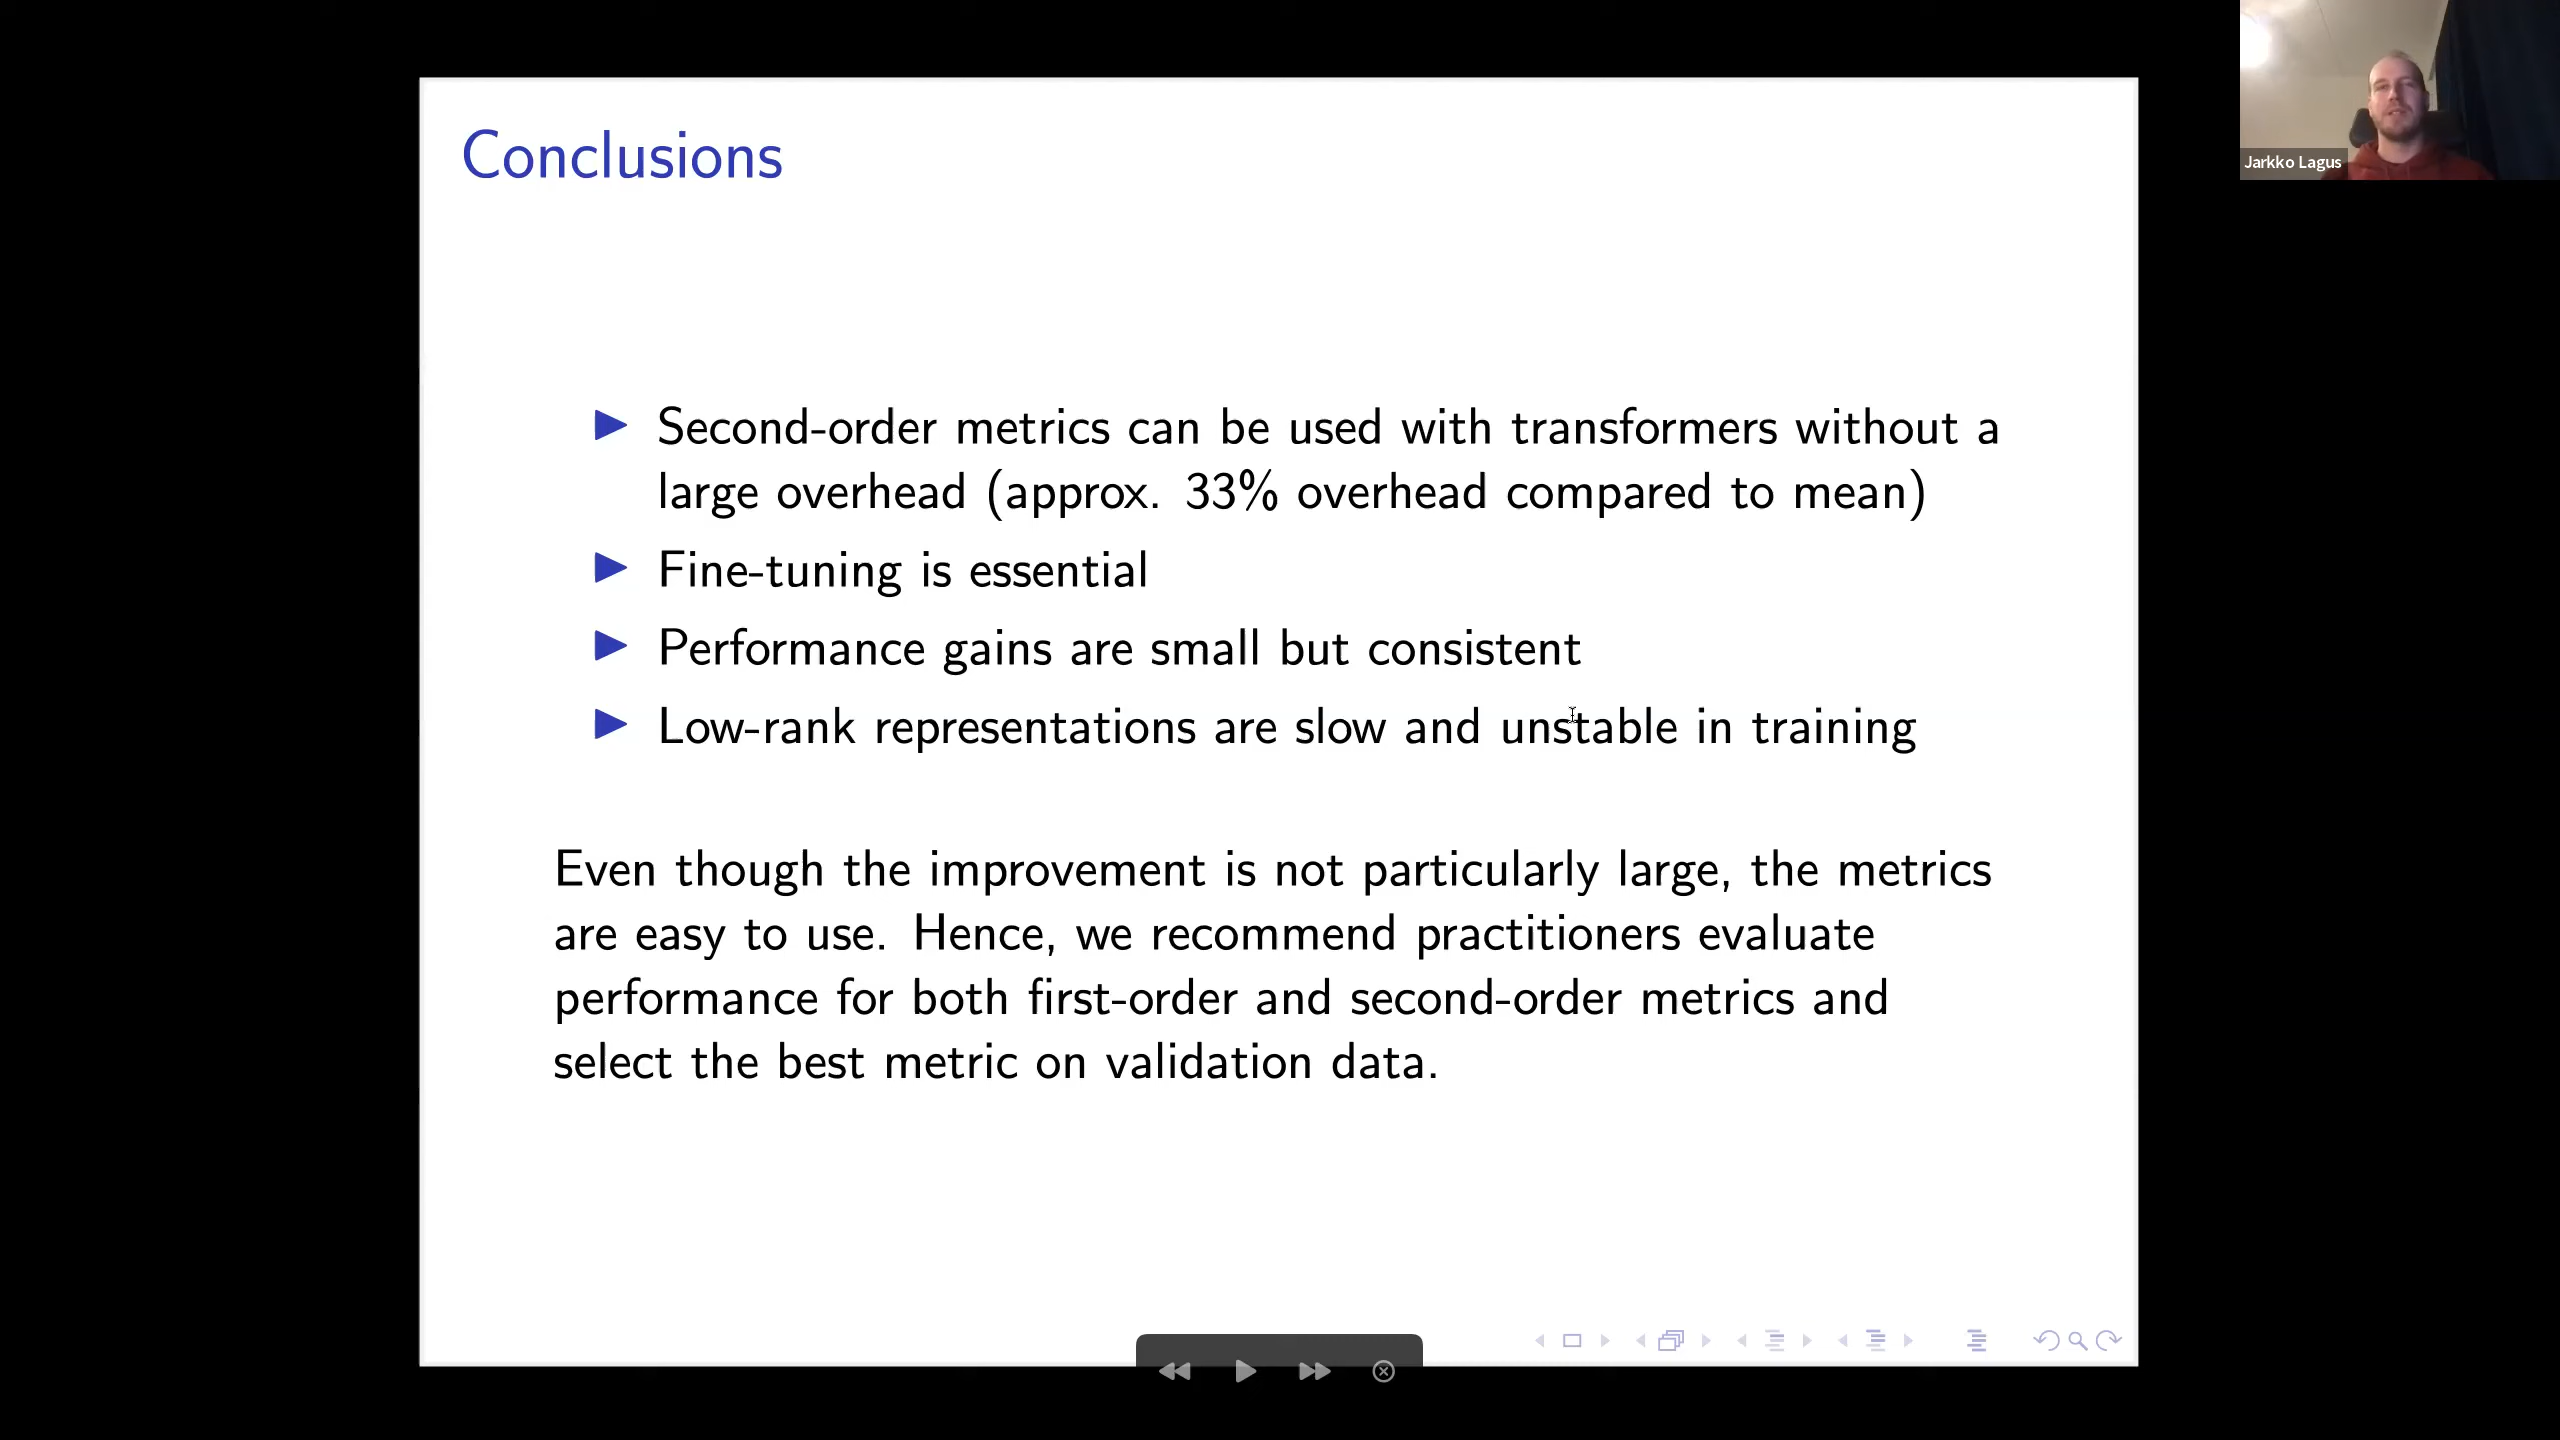 Conclusions
Jarkko Lagus
▶ Second-order metrics can be used with transformers without a
large overhead (approx. 33% overhead compared to mean)
▶ Fine-tuning is essential
▶ Performance gains are small but consistent
▶ Low-rank representations are slow and unstable in training
Even though the improvement is not particularly large, the metrics
are easy to use. Hence, we recommend practitioners evaluate
performance for both first-order and second-order metrics and
select the best metric on validation data.